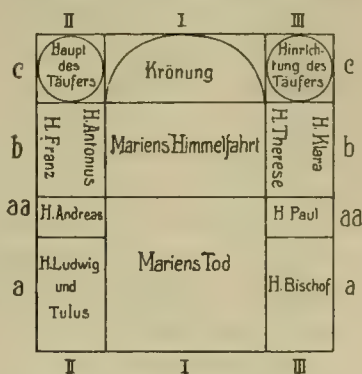 II I III
c Haupt des Täufers Krönung Hinrich-
tung des
Täufers c
b H. Franz H. Antonius Mariens Himmelfahrt H. Therese H. Klara b
aa H. Andreas H Paul aa
a H. Ludwig
und
Tulus Mariens Tod H. Bischof a
II I III